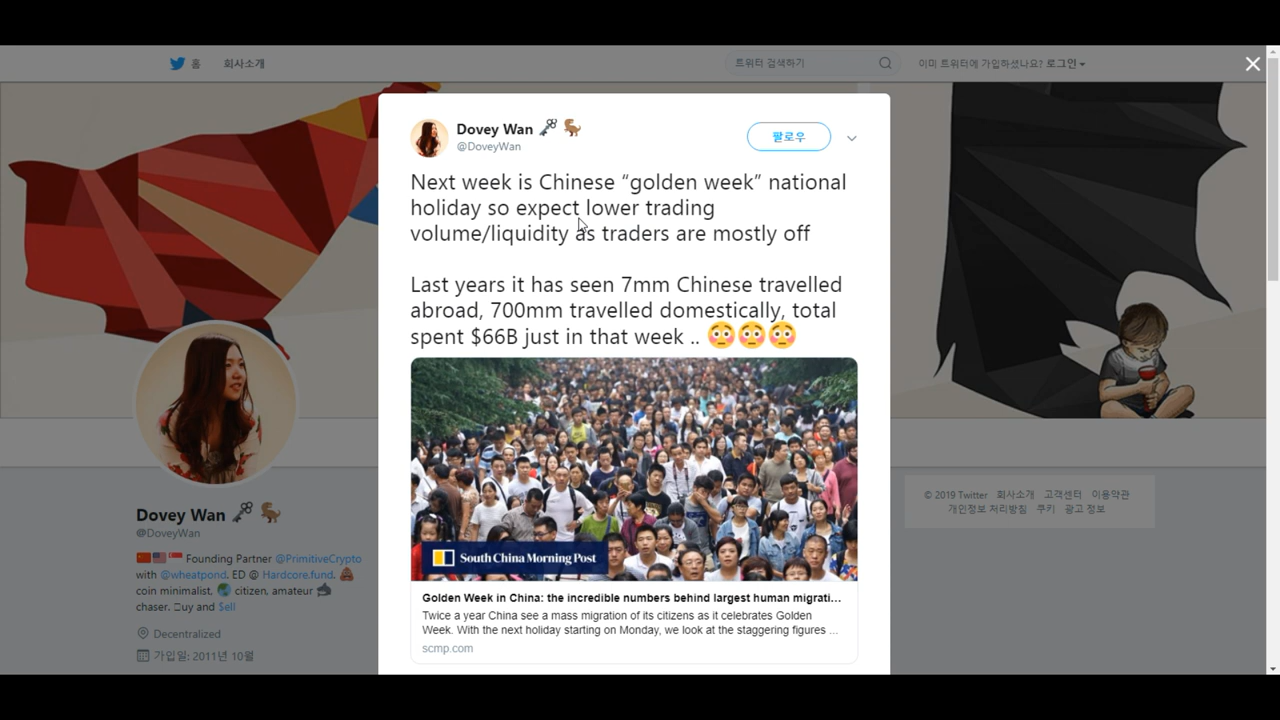 홈 회사소개 트위터 검색하기 이미 트위터에 가입하셨나요? 로그인
Dovey Wan
@DoveyWan
팔로우
Next week is Chinese “golden week” national
holiday so expect lower trading
volume/liquidity as traders are mostly off
Last years it has seen 7mm Chinese travelled
abroad, 700mm travelled domestically, total
spent $66B just in that week ..
South China Morning Post
Golden Week in China: the incredible numbers behind largest human migrati...
Twice a year China see a mass migration of its citizens as it celebrates Golden
Week. With the next holiday starting on Monday, we look at the staggering figures ...
scmp.com
Dovey Wan
@DoveyWan
Founding Partner @PrimitiveCrypto
with @wheatpond, ED @ Hardcore.fund,
coin minimalist, citizen, amateur
chaser. uy and $ell
Decentralized
가입일: 2011년 10월
© 2019 Twitter 회사소개 고객센터 이용약관
개인정보 처리방침 쿠키 광고 정보